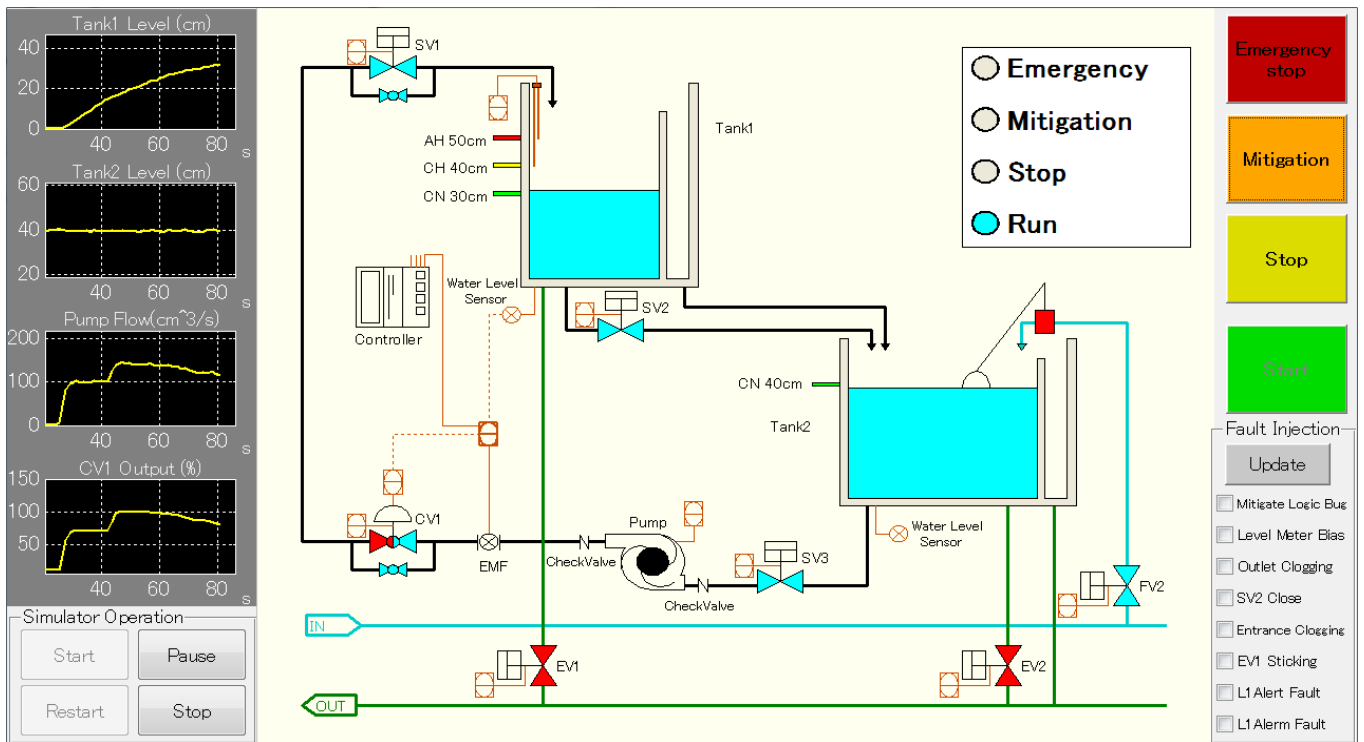 Tank1 Level (cm)
40
20
0
40 60 80 s
Tank2 Level (cm)
60
40
20
40 60 80 s
Pump Flow(cm^3/s)
200
100
0
40 60 80 s
CV1 Output (%)
150
100
50
40 60 80 s
Simulator Operation
Start Pause
Restart Stop
SV1
AH 50cm
CH 40cm
CN 30cm
Tank1
Emergency
Mitigation
Stop
Run
Water Level
Sensor
Controller
SV2
CN 40cm
Tank2
CV1
EMF
CheckValve
Pump
CheckValve
SV3
Water Level
Sensor
FV2
IN
EV1
EV2
OUT
Emergency
stop
Mitigation
Stop
Start
Fault Injection
Update
Mitigate Logic Bug
Level Meter Bias
Outlet Clogging
SV2 Close
Entrance Clogging
EV1 Sticking
L1 Alert Fault
L1 Alerm Fault